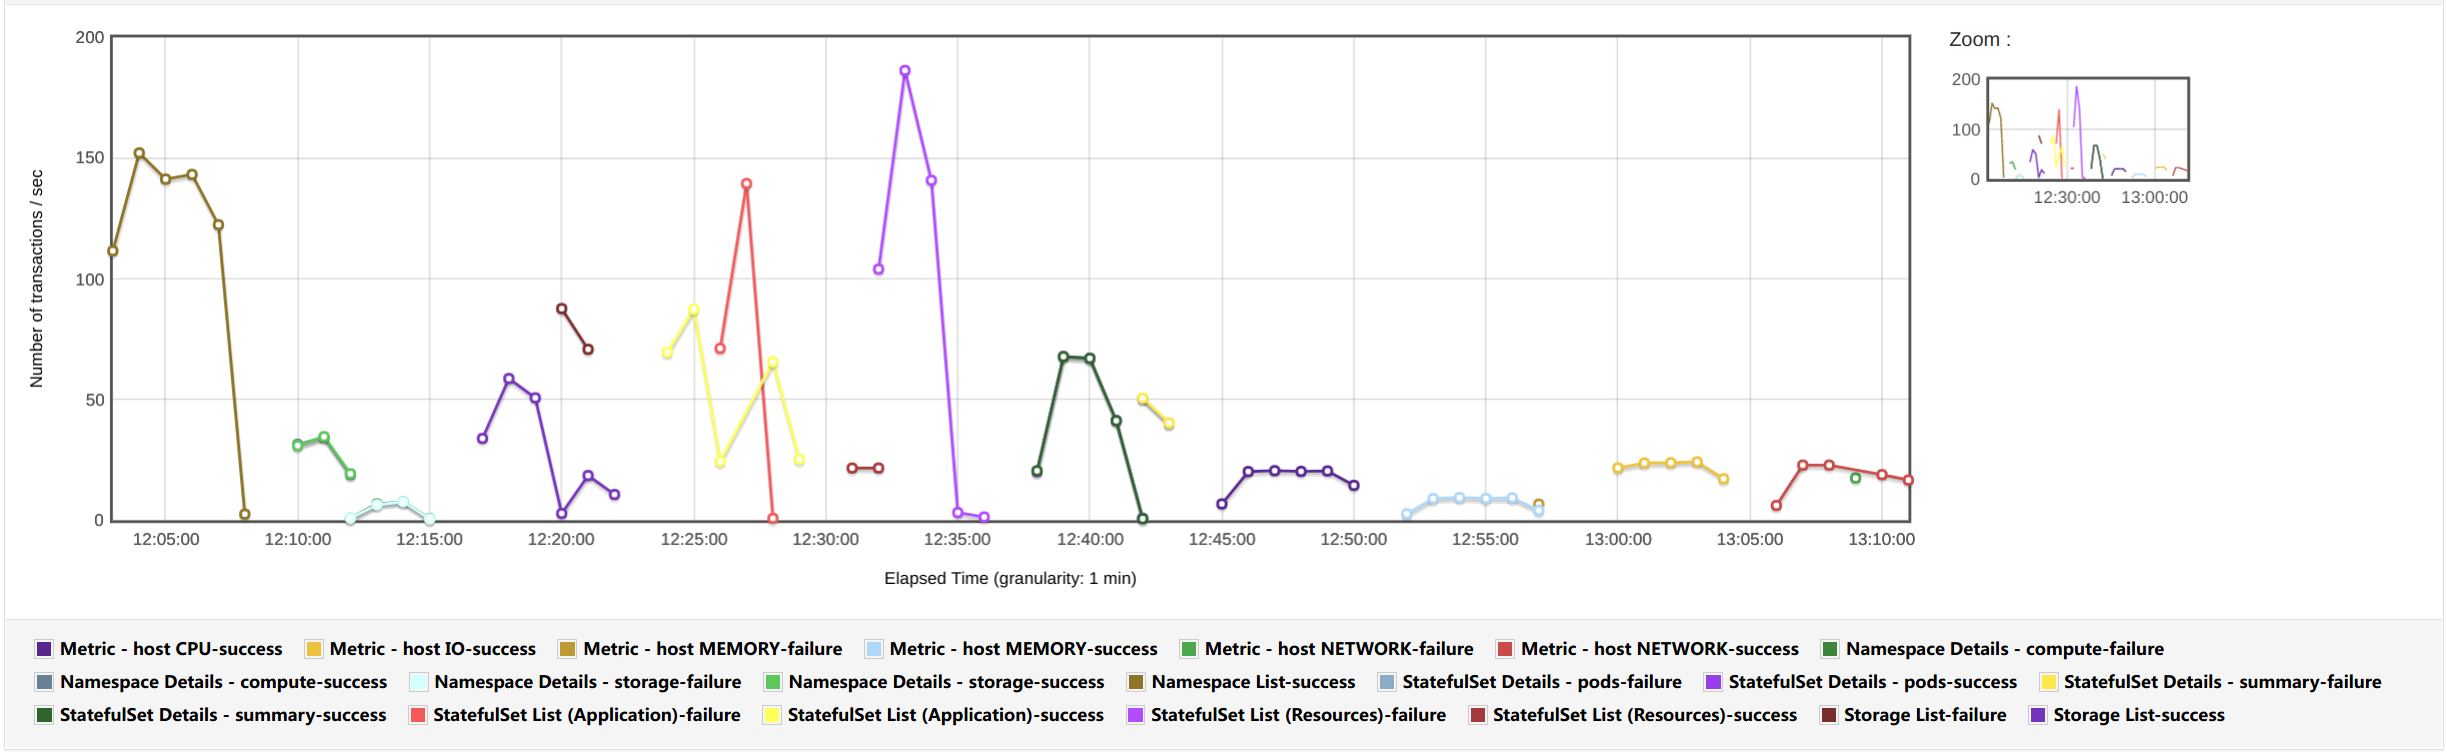 Number of transactions / sec
200
150
100
50
0
12:05:00 12:10:00 12:15:00 12:20:00 12:25:00 12:30:00 12:35:00 12:40:00 12:45:00 12:50:00 12:55:00 13:00:00 13:05:00 13:10:00
Elapsed Time (granularity: 1 min)
Zoom :
200
100
0
12:30:00 13:00:00
Metric - host CPU-success Metric - host IO-success Metric - host MEMORY-failure Metric - host MEMORY-success Metric - host NETWORK-failure Metric - host NETWORK-success Namespace Details - compute-failure
Namespace Details - compute-success Namespace Details - storage-failure Namespace Details - storage-success Namespace List-success StatefulSet Details - pods-failure StatefulSet Details - pods-success StatefulSet Details - summary-failure
StatefulSet Details - summary-success StatefulSet List (Application)-failure StatefulSet List (Application)-success StatefulSet List (Resources)-failure StatefulSet List (Resources)-success Storage List-failure Storage List-success